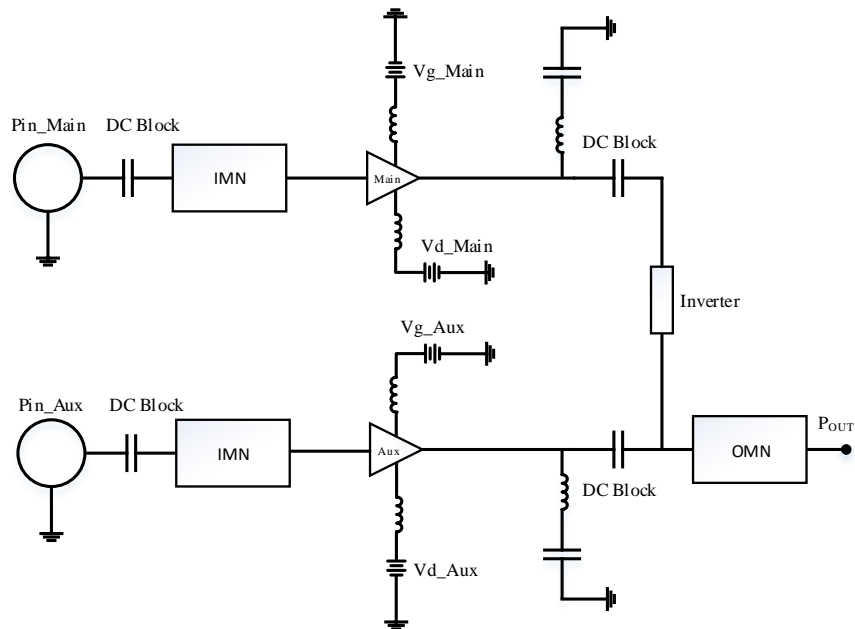 Vg_Main
Pin_Main
DC Block
DC Block
IMN
Main
Vd_Main
Inverter
Vg_Aux
Pin_Aux
DC Block
IMN
Aux
DC Block
OMN
POUT
Vd_Aux